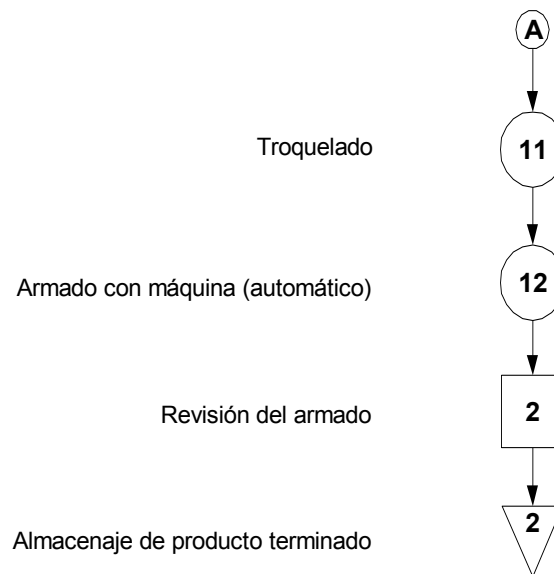 A
Troquelado
11
Armado con máquina (automático)
12
Revisión del armado
2
Almacenaje de producto terminado
2